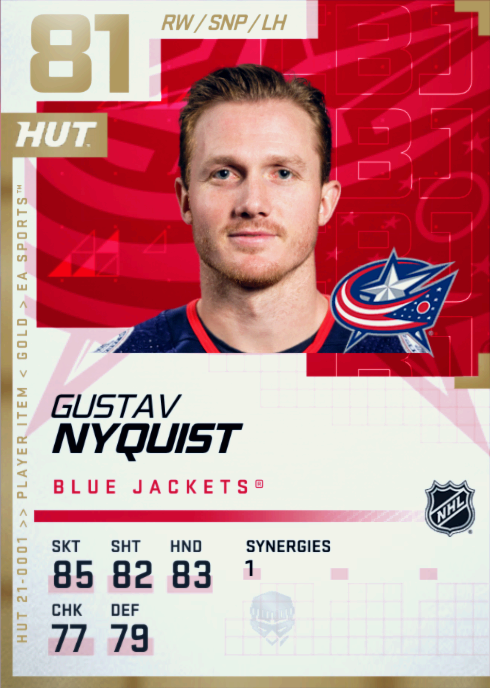 81
RW / SNP / LH
HUT
HUT 21-0001 >> PLAYER ITEM < GOLD > EA SPORTS™
BJ
GUSTAV
NYQUIST
BLUE JACKETS®
NHL
SKT SHT HND SYNERGIES
85 82 83 1
CHK DEF
77 79